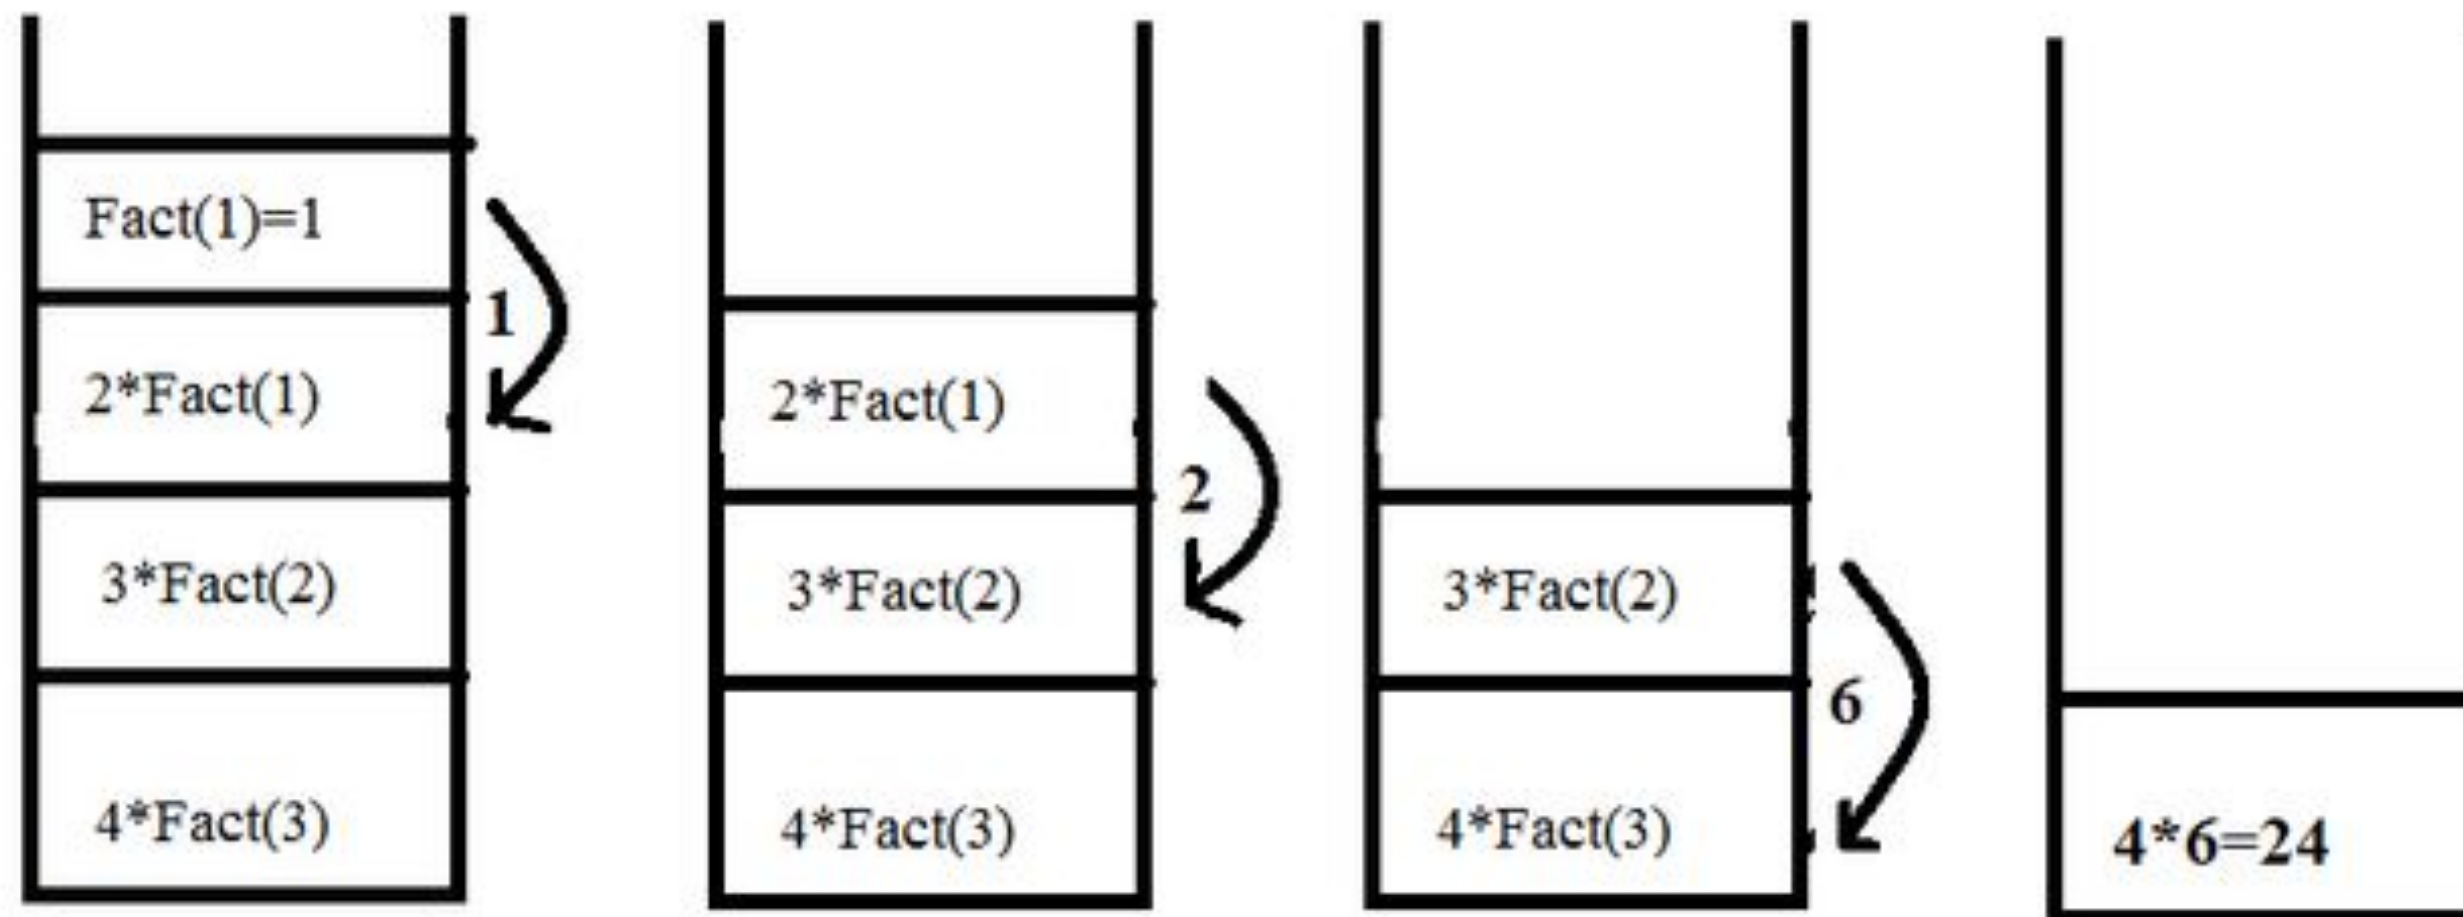 Fact(1)=1
1
2*Fact(1)
3*Fact(2)
4*Fact(3)
2*Fact(1)
2
3*Fact(2)
4*Fact(3)
3*Fact(2)
6
4*Fact(3)
4*6=24